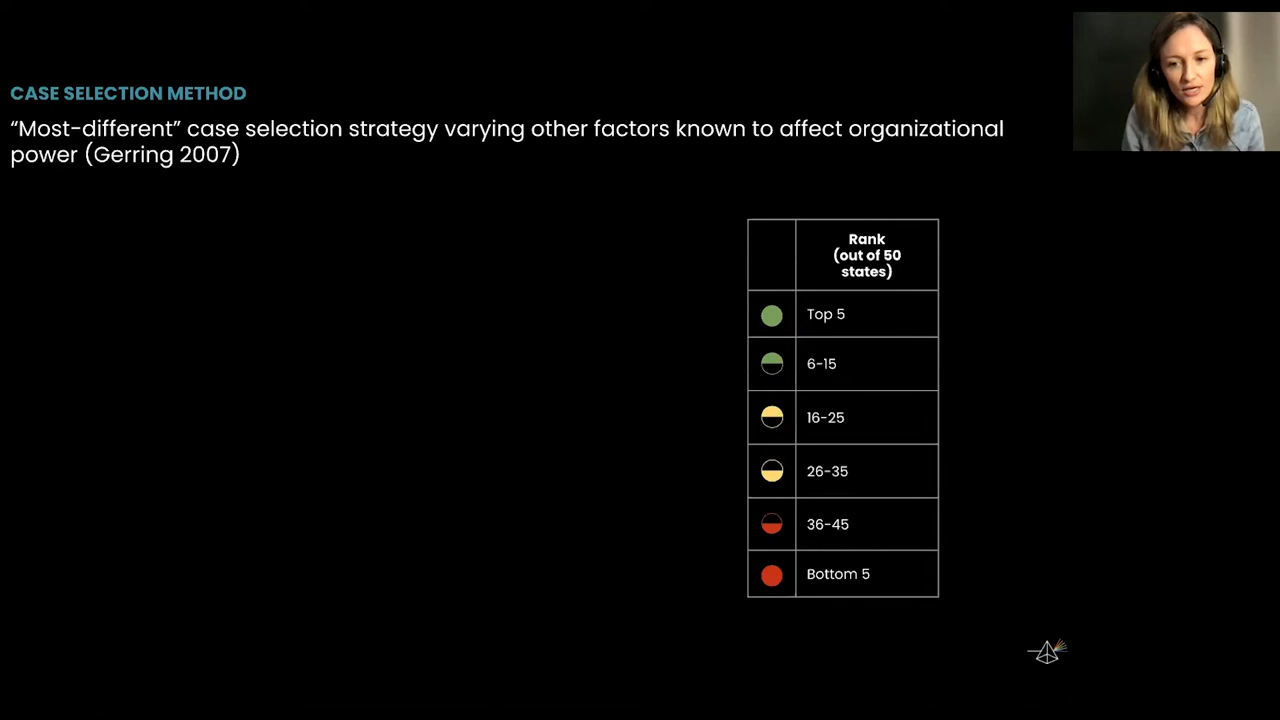 CASE SELECTION METHOD
“Most-different” case selection strategy varying other factors known to affect organizational
power (Gerring 2007)
Rank
(out of 50
states)
Top 5
6-15
16-25
26-35
36-45
Bottom 5